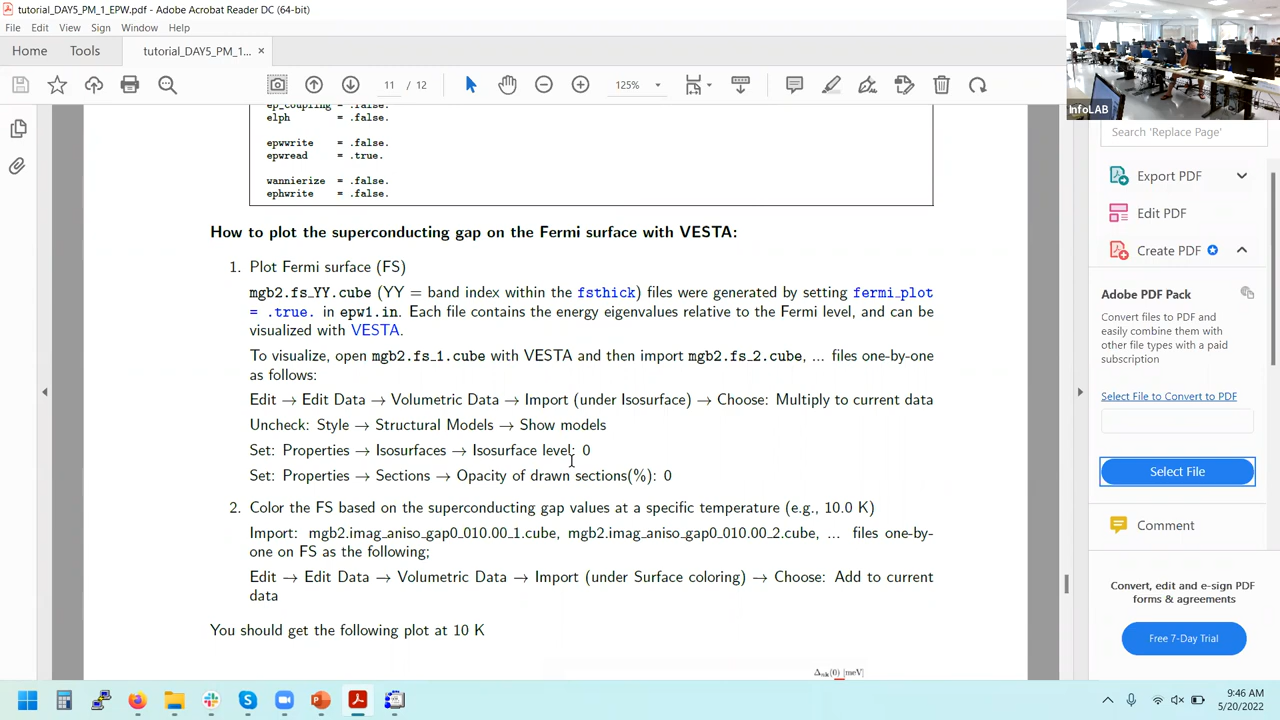 tutorial_DAY5_PM_1_EPW.pdf - Adobe Acrobat Reader DC (64-bit)
File Edit View Sign Window Help
Home Tools tutorial_DAY5_PM_1... ×
11 / 12 125%
InfoLAB
ep_coupling = .false.
elph = .false.
epwwrite = .false.
epwread = .true.
wannierize = .false.
ephwrite = .false.
How to plot the superconducting gap on the Fermi surface with VESTA:
1. Plot Fermi surface (FS)
mgb2.fs_YY.cube (YY = band index within the fsthick) files were generated by setting fermi_plot
= .true. in epw1.in. Each file contains the energy eigenvalues relative to the Fermi level, and can be
visualized with VESTA.
To visualize, open mgb2.fs_1.cube with VESTA and then import mgb2.fs_2.cube, ... files one-by-one
as follows:
Edit → Edit Data → Volumetric Data → Import (under Isosurface) → Choose: Multiply to current data
Uncheck: Style → Structural Models → Show models
Set: Properties → Isosurfaces → Isosurface level: 0
Set: Properties → Sections → Opacity of drawn sections(%): 0
2. Color the FS based on the superconducting gap values at a specific temperature (e.g., 10.0 K)
Import: mgb2.imag_aniso_gap0_010.00_1.cube, mgb2.imag_aniso_gap0_010.00_2.cube, ... files one-by-
one on FS as the following;
Edit → Edit Data → Volumetric Data → Import (under Surface coloring) → Choose: Add to current
data
You should get the following plot at 10 K
Δnk(0) [meV]
Search 'Replace Page'
Export PDF
Edit PDF
Create PDF
Adobe PDF Pack
Convert files to PDF and
easily combine them with
other file types with a paid
subscription
Select File to Convert to PDF
Select File
Comment
Convert, edit and e-sign PDF
forms & agreements
Free 7-Day Trial
9:46 AM
5/20/2022